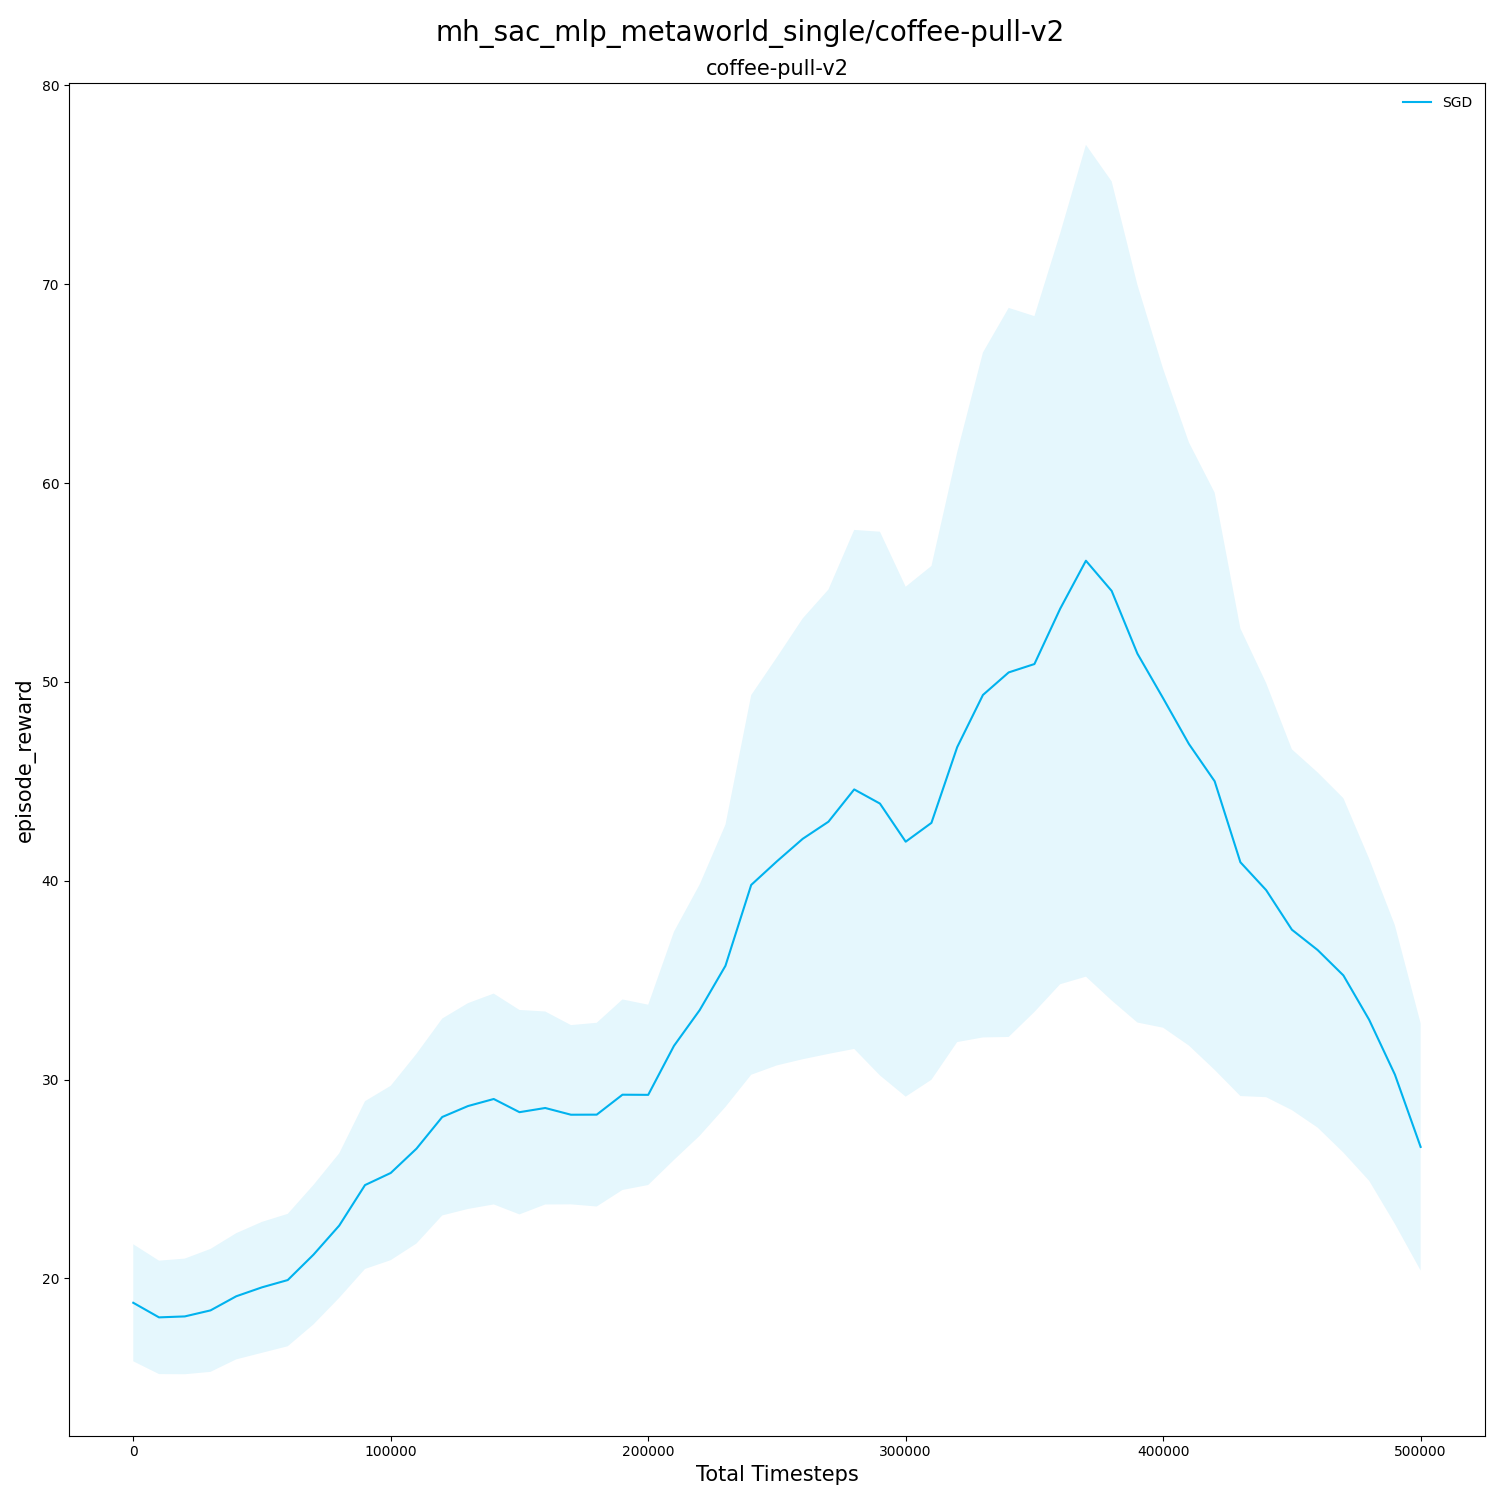 mh_sac_mlp_metaworld_single/coffee-pull-v2
coffee-pull-v2
SGD
80
70
60
50
40
30
20
episode_reward
0
100000
200000
300000
400000
500000
Total Timesteps